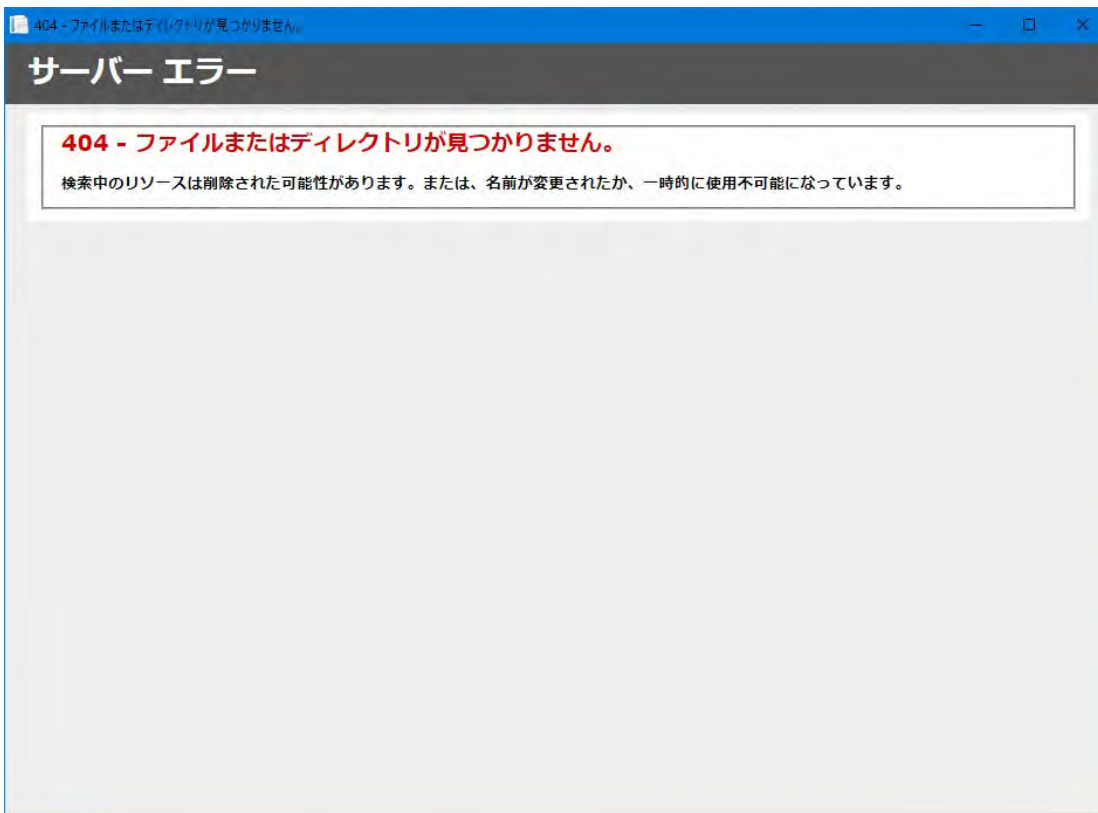 404 - ファイルまたはディレクトリが見つかりません。
サーバー エラー
404 - ファイルまたはディレクトリが見つかりません。
検索中のリソースは削除された可能性があります。または、名前が変更されたか、一時的に使用不可能になっています。